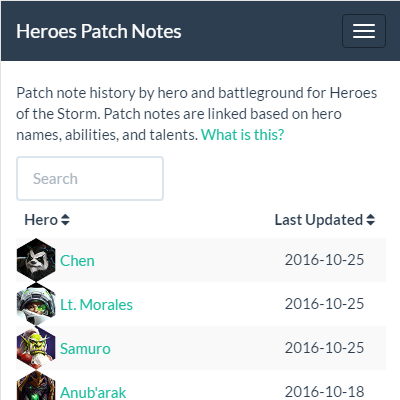 Heroes Patch Notes
Patch note history by hero and battleground for Heroes
of the Storm. Patch notes are linked based on hero
names, abilities, and talents. What is this?
Search
Hero Last Updated
Chen 2016-10-25
Lt. Morales 2016-10-25
Samuro 2016-10-25
Anub'arak 2016-10-18